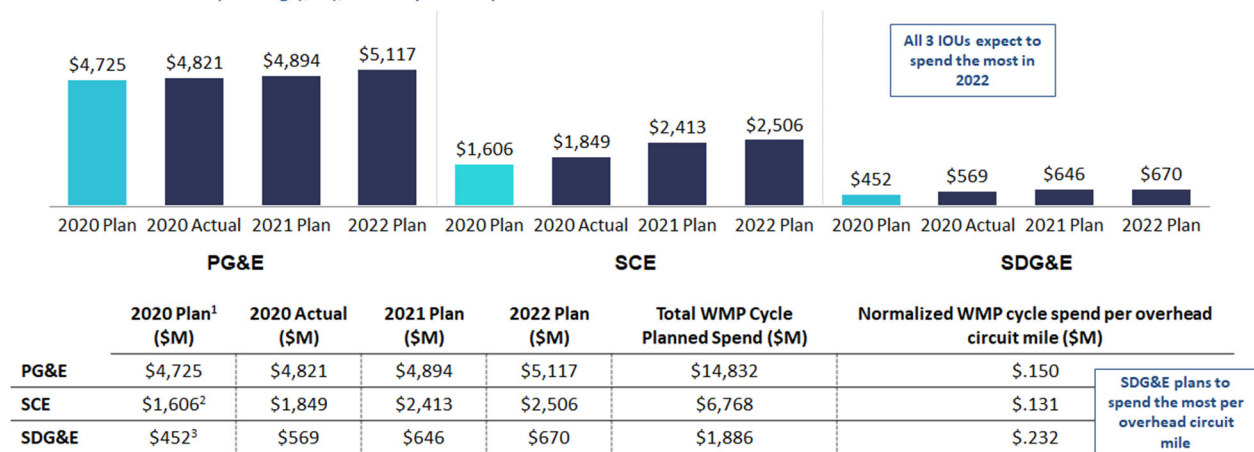 All 3 IOUs expect to
spend the most in
2022
$4,725 $4,821 $4,894 $5,117
$1,606 $1,849 $2,413 $2,506
$452 $569 $646 $670
2020 Plan 2020 Actual 2021 Plan 2022 Plan 2020 Plan 2020 Actual 2021 Plan 2022 Plan 2020 Plan 2020 Actual 2021 Plan 2022 Plan
PG&E SCE SDG&E
2020 Plan¹ 2020 Actual 2021 Plan 2022 Plan Total WMP Cycle Normalized WMP cycle spend per overhead
($M) ($M) ($M) ($M) Planned Spend ($M) circuit mile ($M)
PG&E $4,725 $4,821 $4,894 $5,117 $14,832 $.150
SCE $1,606² $1,849 $2,413 $2,506 $6,768 $.131
SDG&E $452³ $569 $646 $670 $1,886 $.232
SDG&E plans to
spend the most per
overhead circuit
mile